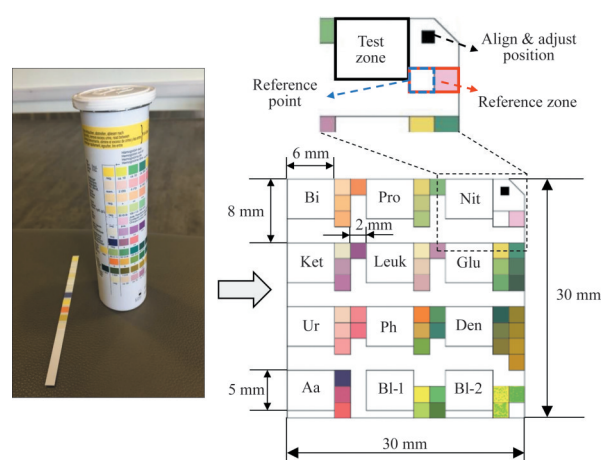 Test
zone
Align & adjust
position
Reference
point
Reference zone
6 mm
Bi
Pro
Nit
8 mm
2 mm
Ket
Leuk
Glu
30 mm
Ur
Ph
Den
5 mm
Aa
Bl-1
Bl-2
30 mm